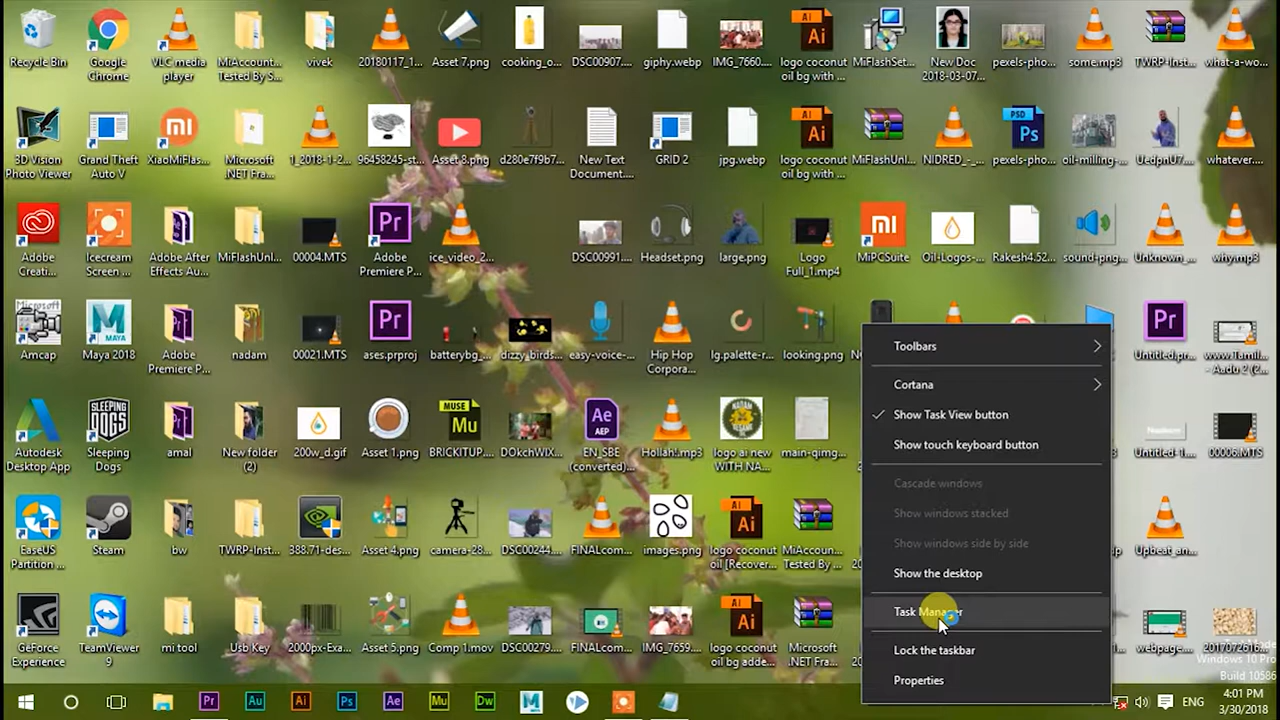 Recycle Bin
Google
Chrome
VLC media
player
MiAccoun...
Tested By S...
vivek
20180117_1...
Asset 7.png
cooking_o...
DSC00907....
giphy.webp
IMG_7660....
logo coconut
oil bg with ...
MiFlashSet...
New Doc
2018-03-07...
pexels-pho...
some.mp3
TWRP-Inst...
what-a-wo...
3D Vision
Photo Viewer
Grand Theft
Auto V
XiaoMiFlas...
Microsoft
.NET Fra...
1_2018-1-2...
96458245-st...
Asset 8.png
d280e7f9b7...
New Text
Document....
GRID 2
jpg.webp
logo coconut
oil bg with ...
MiFlashUnl...
NIDRED_-_...
pexels-pho...
oil-milling-...
UedpnU7...
whatever....
Adobe
Creati...
Icecream
Screen ...
Adobe After
Effects Au...
MiFlashUnl...
00004.MTS
Adobe
Premiere P...
ice_video_2...
DSC00991....
Headset.png
large.png
Logo
Full_1.mp4
MiPCSuite
Oil-Logos-...
Rakesh4.52...
sound-png...
Unknown_...
why.mp3
Amcap
Maya 2018
Adobe
Premiere P...
nadam
00021.MTS
ases.prproj
batterybg_...
dizzy_birds...
easy-voice-...
Hip Hop
Corpora...
lg.palette-r...
looking.png
Untitled.pr...
www.Tamil...
- Aadu 2 (2...
Autodesk
Desktop App
Sleeping
Dogs
amal
New folder
(2)
200w_d.gif
Asset 1.png
BRICKITUP...
DOkchWIX...
EN_SBE
(converted)...
Hollah!.mp3
logo ai new
WITH NA...
main-qimg...
Untitled-1....
00006.MTS
EaseUS
Partition ...
Steam
bw
TWRP-Inst...
388.71-des...
Asset 4.png
camera-28...
DSC00244....
FINALcom...
images.png
logo coconut
oil [Recover...
MiAccoun...
Tested By ...
Upbeat_an...
GeForce
Experience
TeamViewer
9
mi tool
Usb Key
2000px-Exa...
Asset 5.png
Comp 1.mov
DSC00279....
FINALcom...
IMG_7659....
logo coconut
oil bg adde...
Microsoft
.NET Fram...
webpage....
2017072616...
Toolbars
Cortana
Show Task View button
Show touch keyboard button
Cascade windows
Show windows stacked
Show windows side by side
Show the desktop
Task Manager
Lock the taskbar
Properties
Windows 10 Pro
Build 10586
ENG
4:01 PM
3/30/2018